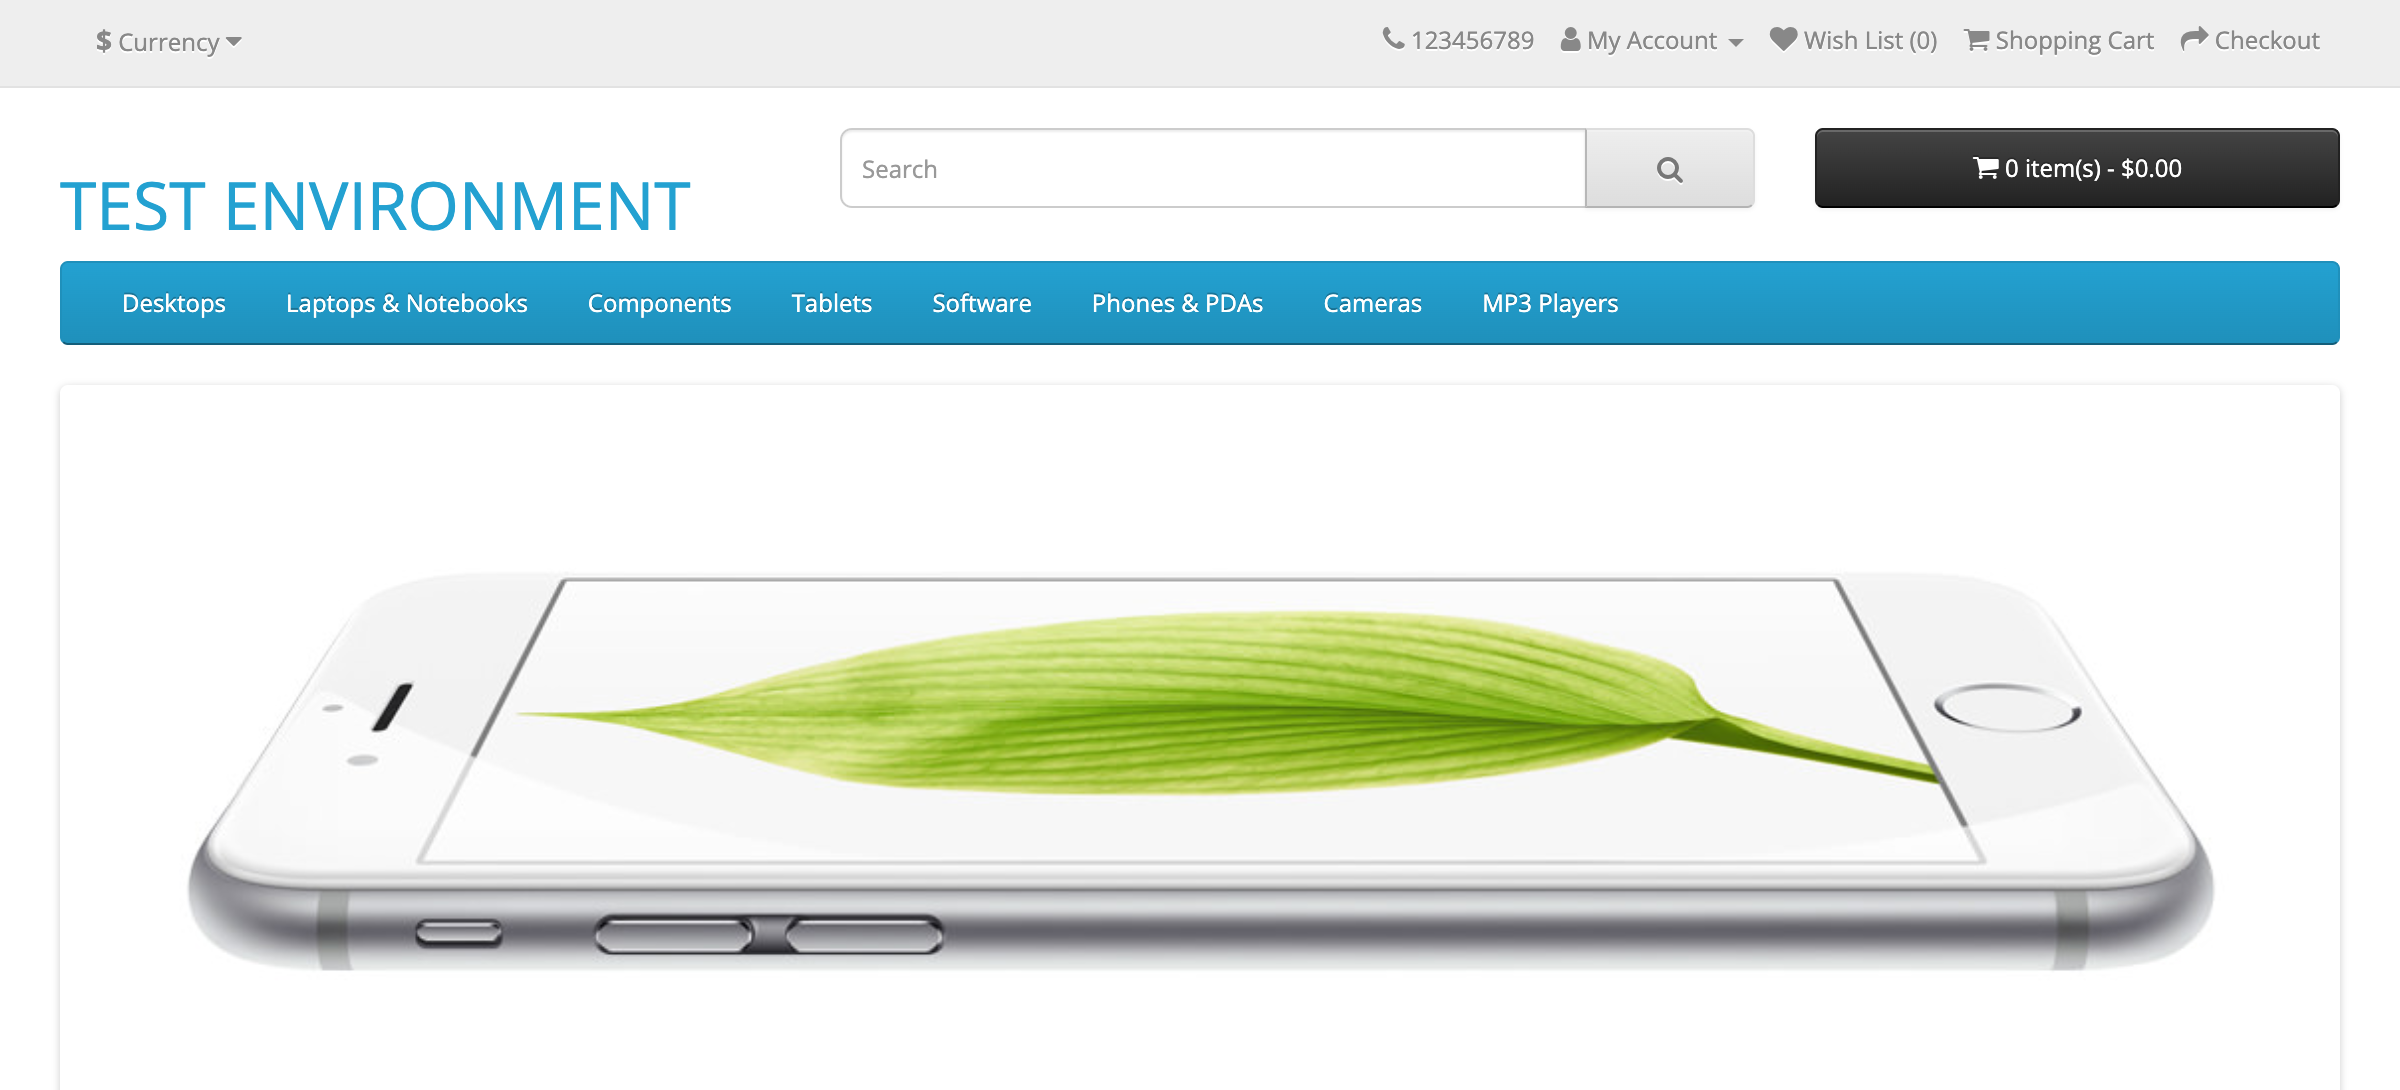 $ Currency
123456789 My Account Wish List (0) Shopping Cart Checkout
TEST ENVIRONMENT
Search
0 item(s) - $0.00
Desktops Laptops & Notebooks Components Tablets Software Phones & PDAs Cameras MP3 Players